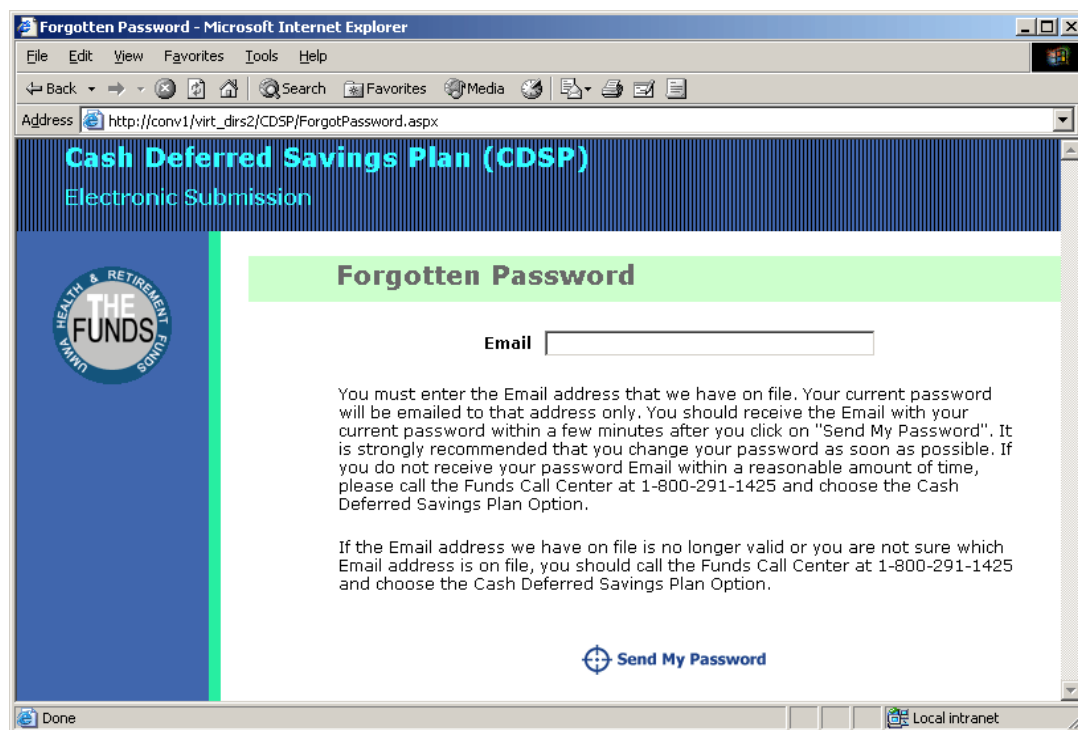 Forgotten Password - Microsoft Internet Explorer
File Edit View Favorites Tools Help
Back Search Favorites Media
Address http://conv1/virt_dirs2/CDSP/ForgotPassword.aspx
Cash Deferred Savings Plan (CDSP)
Electronic Submission
UMWA HEALTH & RETIREMENT FUNDS
THE
FUNDS
Forgotten Password
Email
You must enter the Email address that we have on file. Your current password
will be emailed to that address only. You should receive the Email with your
current password within a few minutes after you click on "Send My Password". It
is strongly recommended that you change your password as soon as possible. If
you do not receive your password Email within a reasonable amount of time,
please call the Funds Call Center at 1-800-291-1425 and choose the Cash
Deferred Savings Plan Option.
If the Email address we have on file is no longer valid or you are not sure which
Email address is on file, you should call the Funds Call Center at 1-800-291-1425
and choose the Cash Deferred Savings Plan Option.
Send My Password
Done Local intranet